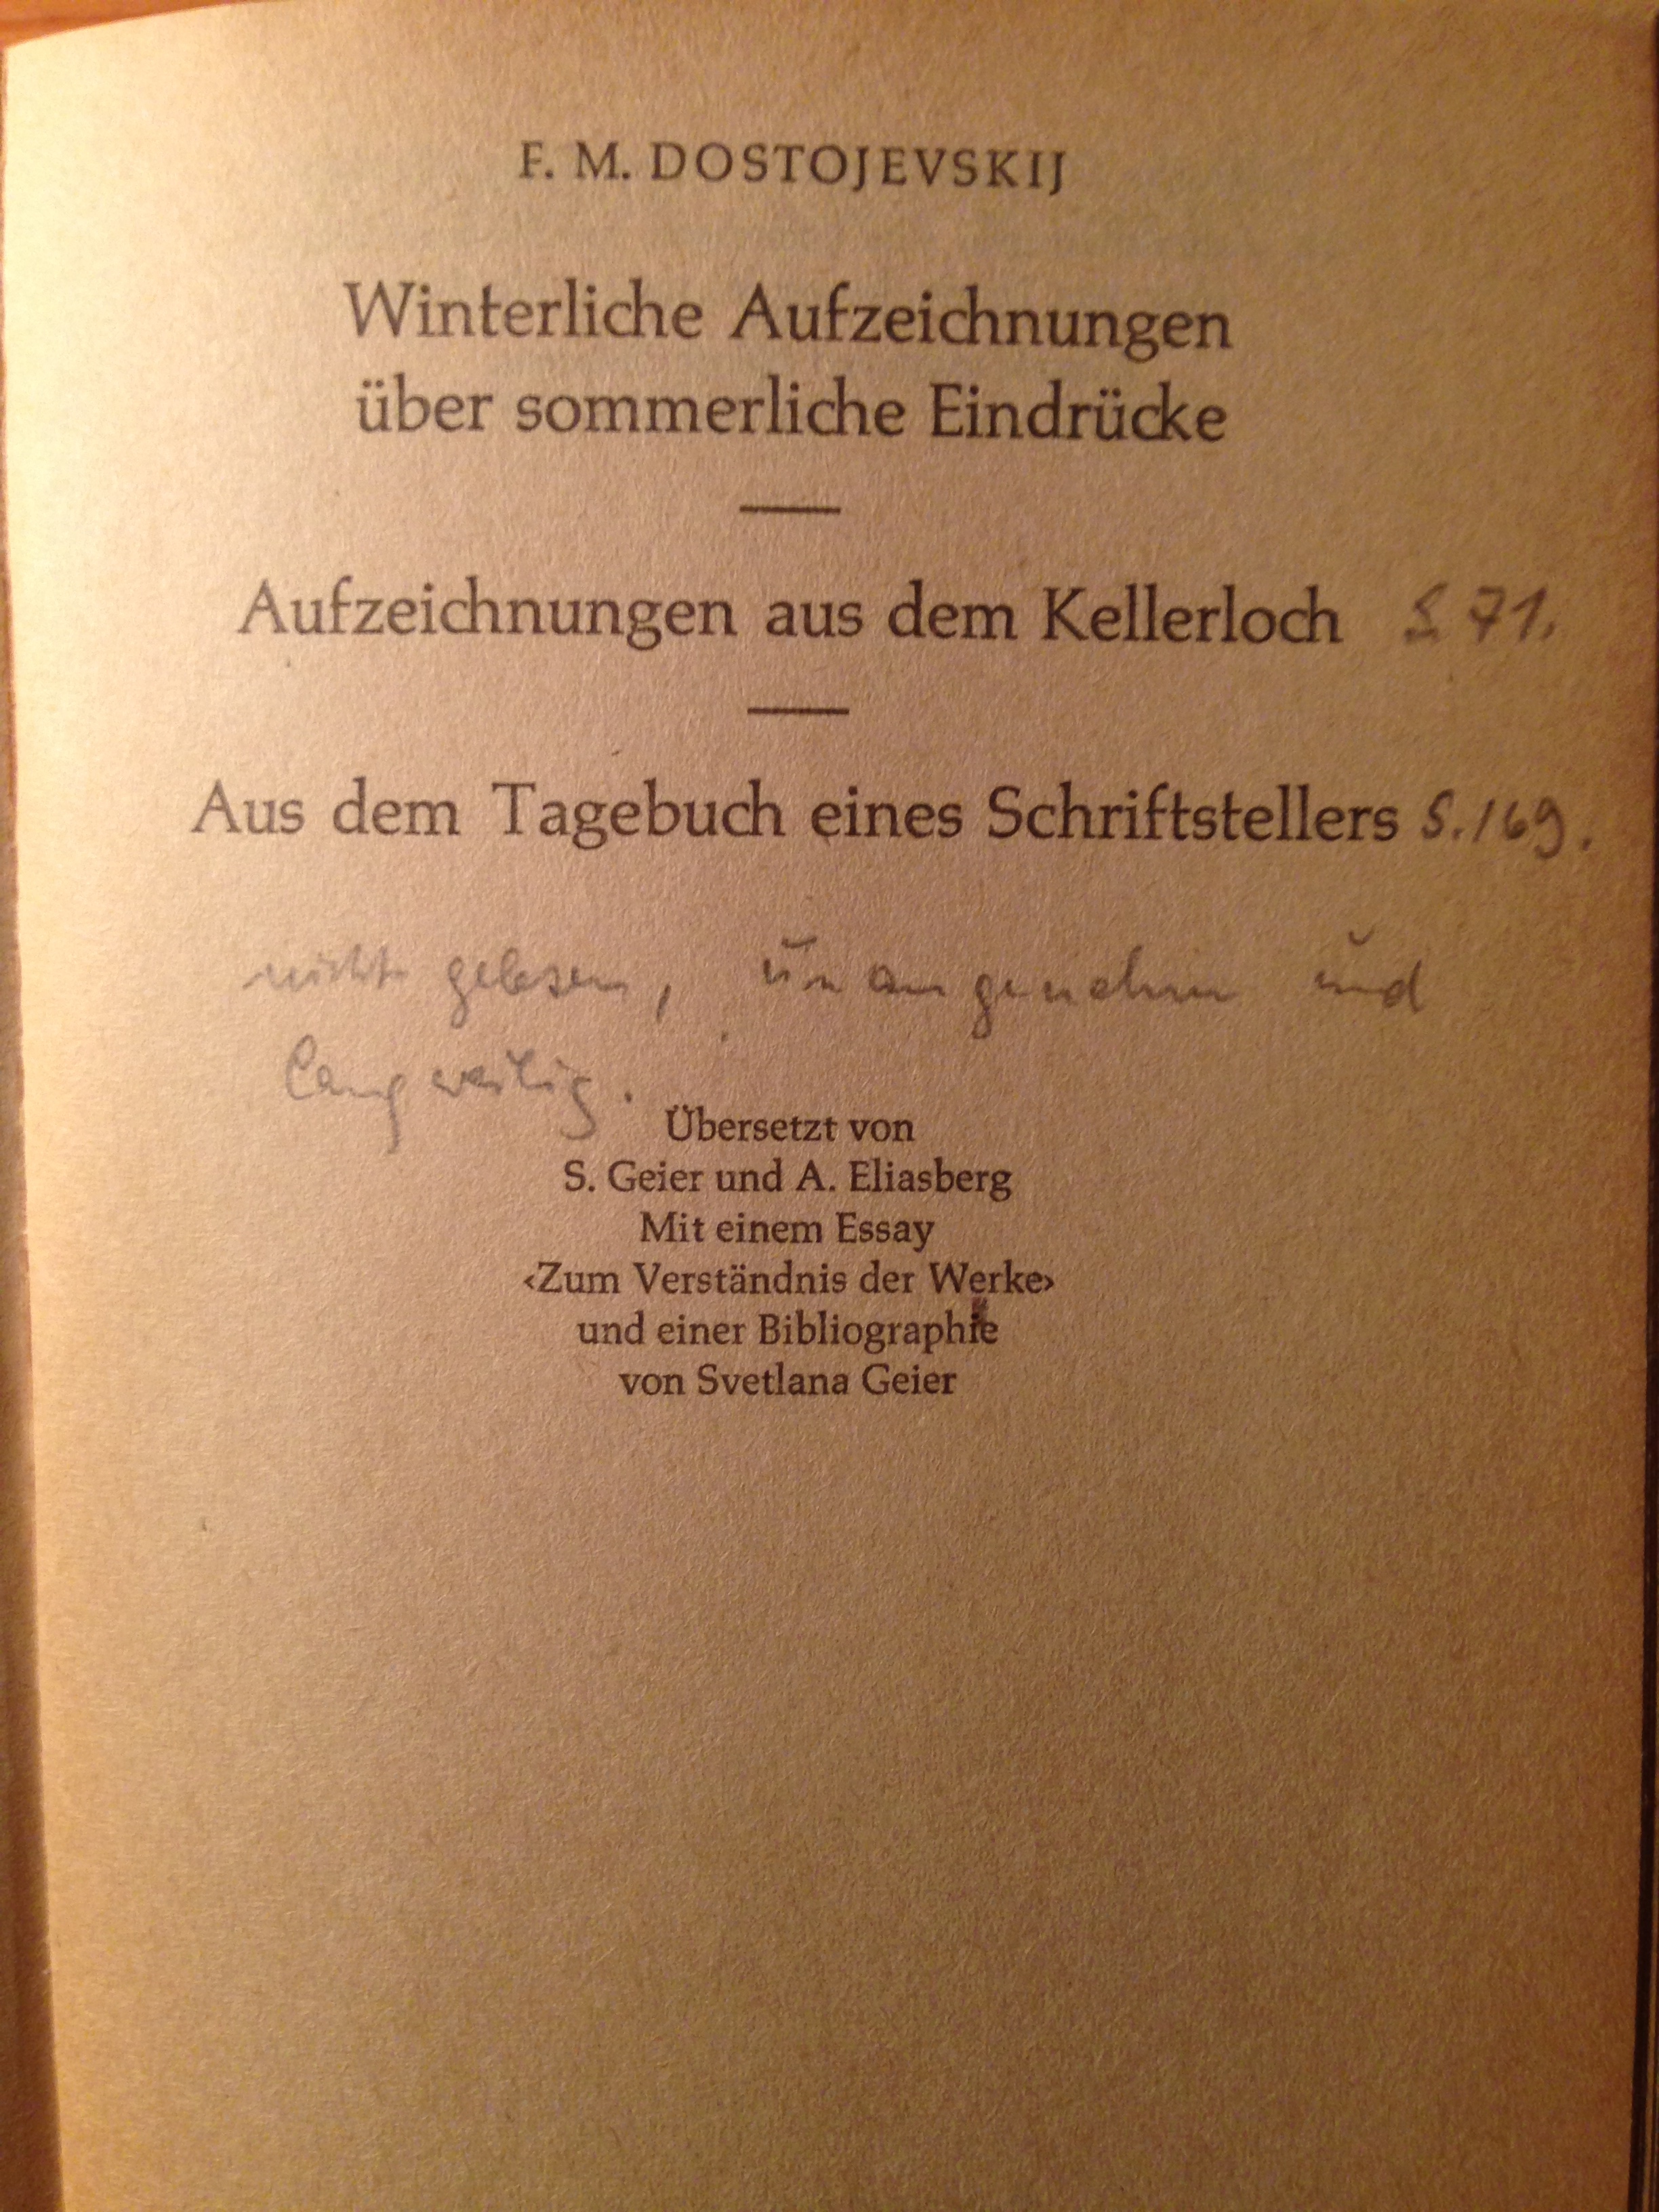 F. M. DOSTOJEVSKIJ
Winterliche Aufzeichnungen
über sommerliche Eindrücke
Aufzeichnungen aus dem Kellerloch S 71.
Aus dem Tagebuch eines Schriftstellers S. 169.
nicht gelesen, unangenehm und
langweilig.
Übersetzt von
S. Geier und A. Eliasberg
Mit einem Essay
‹Zum Verständnis der Werke›
und einer Bibliographie
von Svetlana Geier